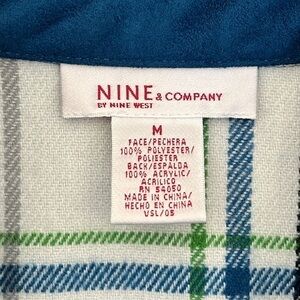 NINE & COMPANY
BY NINE WEST
M
FACE/PECHERA
100% POLYESTER/
POLIESTER
BACK/ESPALDA
100% ACRYLIC/
ACRILICO
RN 54050
MADE IN CHINA/
HECHO EN CHINA
USL/05